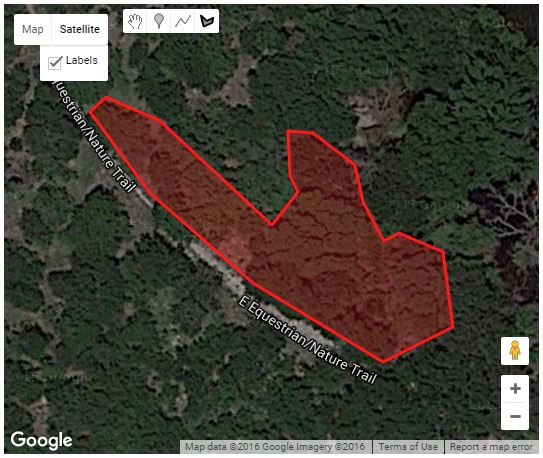 Map
Satellite
Labels
questrian/Nature Trail
E Equestrian/Nature Trail
Google
Map data ©2016 Google Imagery ©2016
Terms of Use
Report a map error